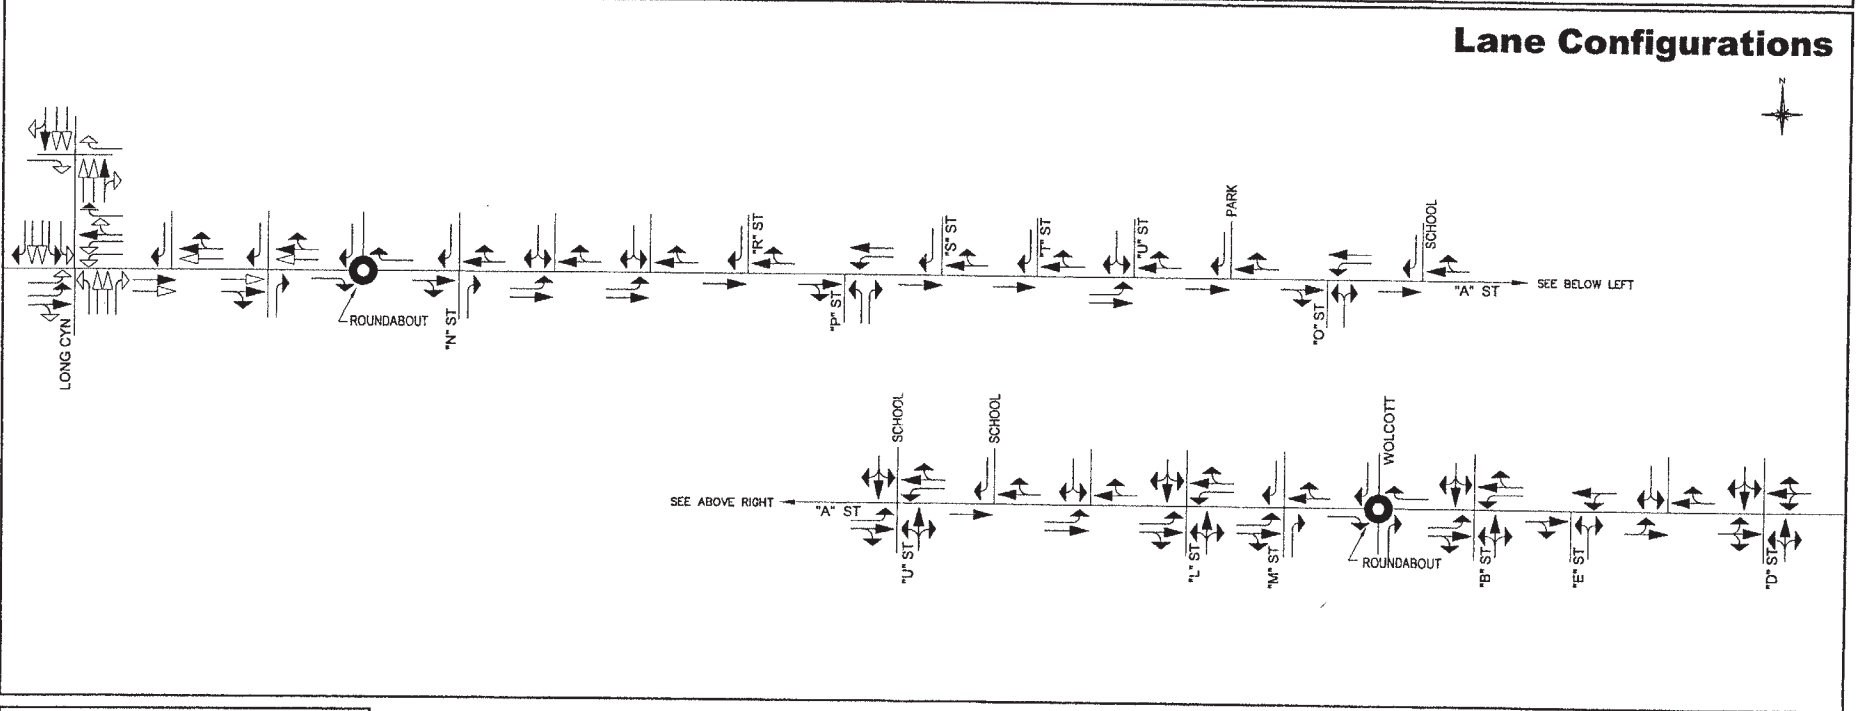 Lane Configurations
N
PARK
"R" ST
"S" ST
"T" ST
"U" ST
SCHOOL
SEE BELOW LEFT
"A" ST
ROUNDABOUT
"N" ST
"P" ST
"O" ST
LONG CYN
SCHOOL
SCHOOL
WOLCOTT
SEE ABOVE RIGHT
"A" ST
"U" ST
"L" ST
"M" ST
ROUNDABOUT
"B" ST
"E" ST
"D" ST